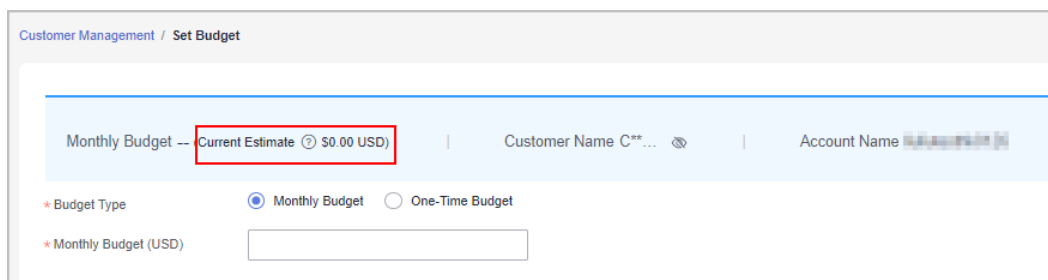 Customer Management / Set Budget
Monthly Budget -- (Current Estimate ? $0.00 USD) | Customer Name C**... | Account Name
* Budget Type Monthly Budget One-Time Budget
* Monthly Budget (USD)